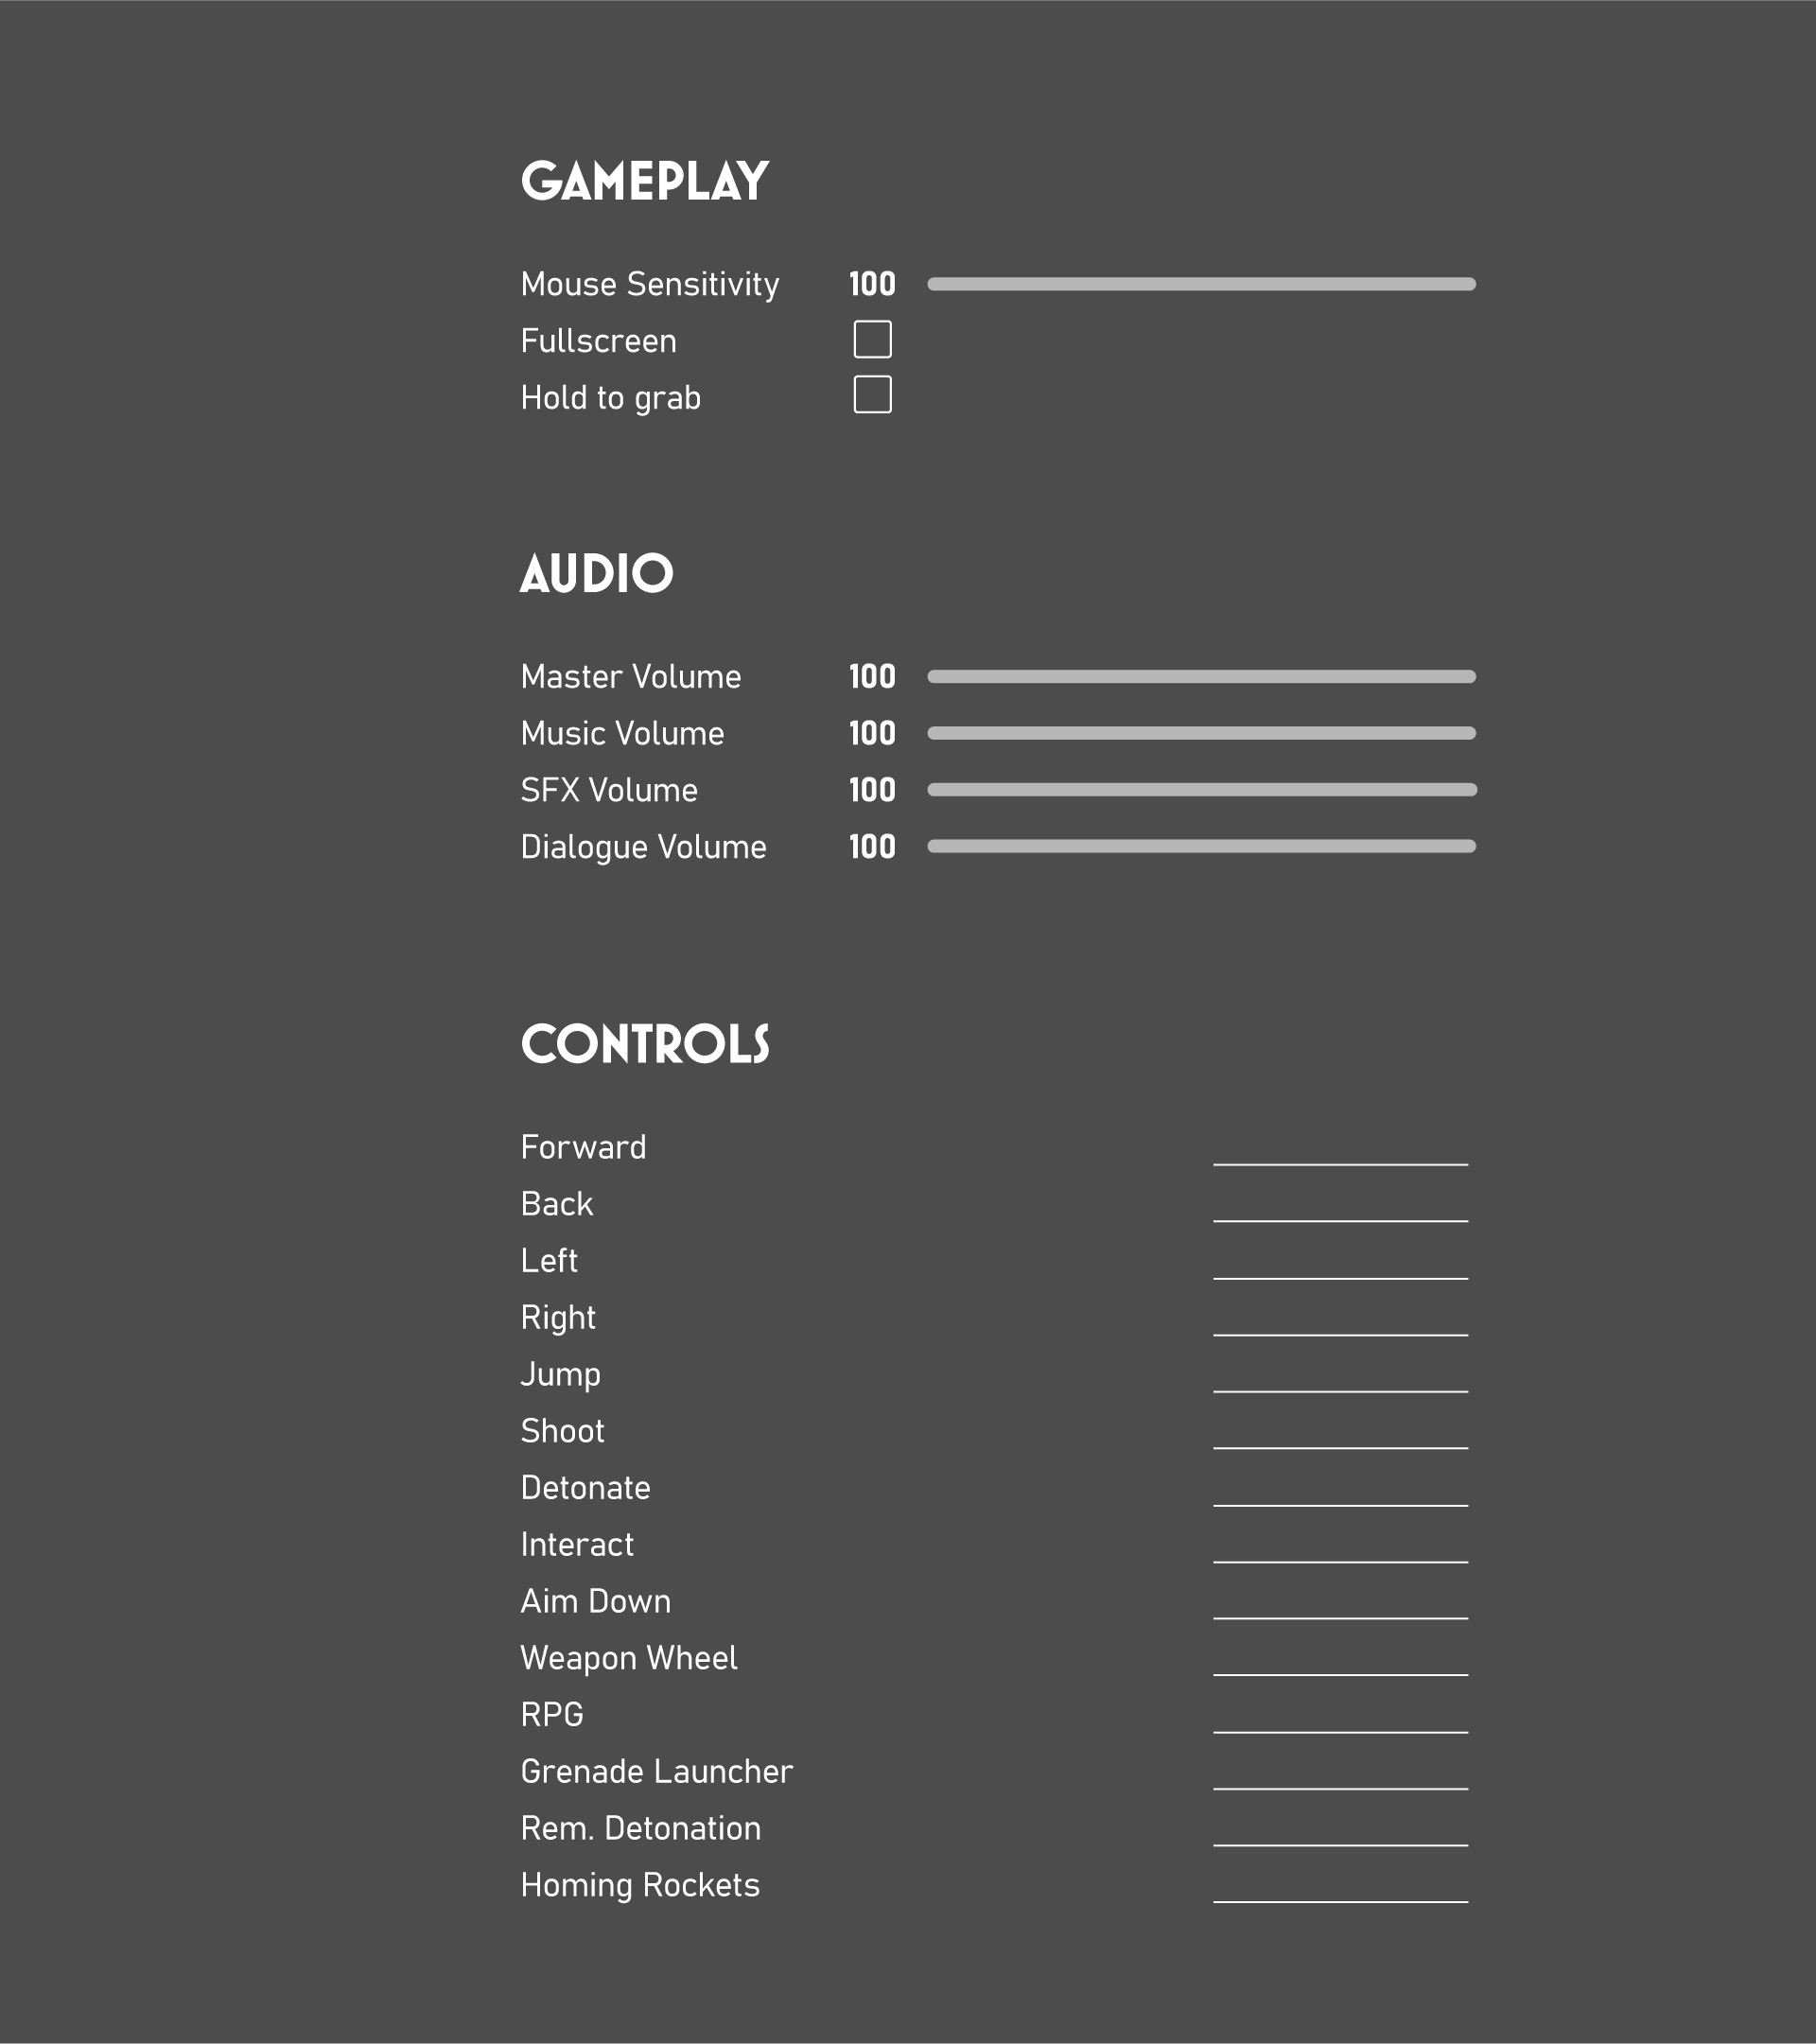 GAMEPLAY
Mouse Sensitivity 100
Fullscreen
Hold to grab
AUDIO
Master Volume 100
Music Volume 100
SFX Volume 100
Dialogue Volume 100
CONTROLS
Forward
Back
Left
Right
Jump
Shoot
Detonate
Interact
Aim Down
Weapon Wheel
RPG
Grenade Launcher
Rem. Detonation
Homing Rockets